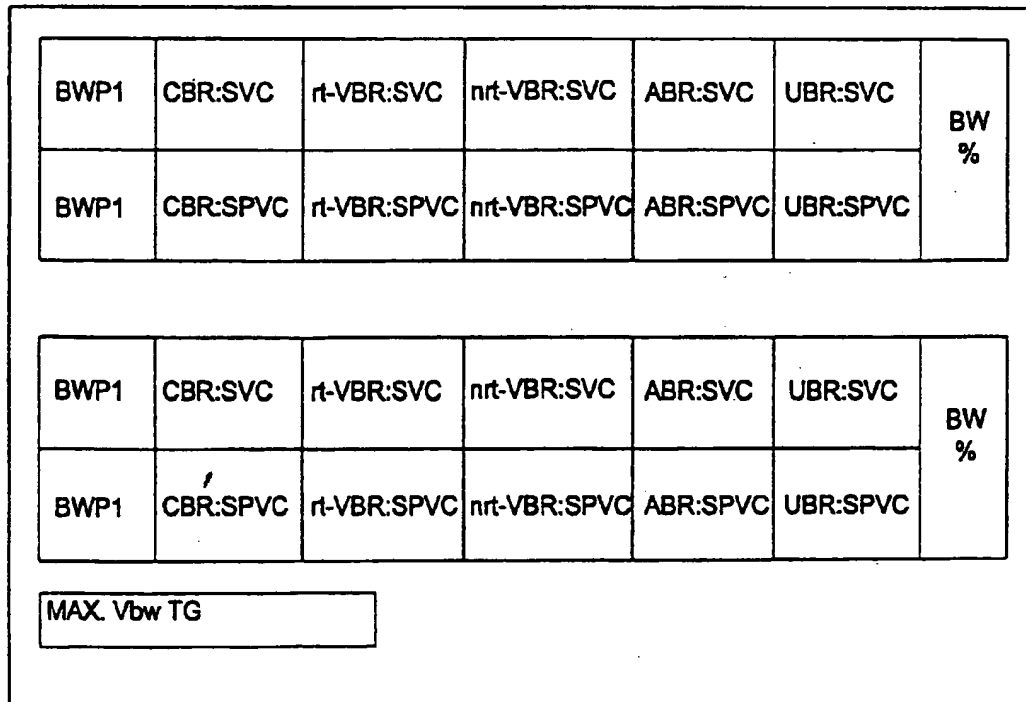 BWP1 CBR:SVC rt-VBR:SVC nrt-VBR:SVC ABR:SVC UBR:SVC BW %
BWP1 CBR:SPVC rt-VBR:SPVC nrt-VBR:SPVC ABR:SPVC UBR:SPVC
BWP1 CBR:SVC rt-VBR:SVC nrt-VBR:SVC ABR:SVC UBR:SVC BW %
BWP1 CBR:SPVC rt-VBR:SPVC nrt-VBR:SPVC ABR:SPVC UBR:SPVC
MAX. Vbw TG